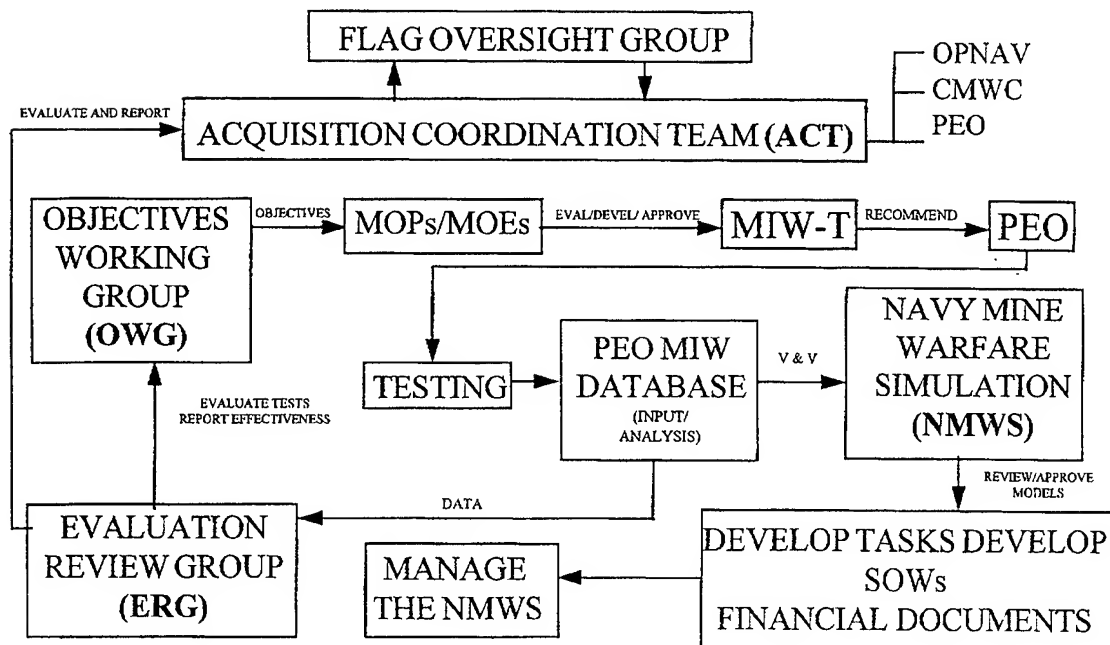 FLAG OVERSIGHT GROUP
OPNAV
CMWC
PEO
EVALUATE AND REPORT
ACQUISITION COORDINATION TEAM (ACT)
OBJECTIVES
WORKING
GROUP
(OWG)
OBJECTIVES
MOPs/MOEs
EVAL/DEVEL/ APPROVE
MIW-T
RECOMMEND
PEO
TESTING
PEO MIW
DATABASE
(INPUT/
ANALYSIS)
V & V
NAVY MINE
WARFARE
SIMULATION
(NMWS)
EVALUATE TESTS
REPORT EFFECTIVENESS
REVIEW/APPROVE
MODELS
DATA
EVALUATION
REVIEW GROUP
(ERG)
MANAGE
THE NMWS
DEVELOP TASKS DEVELOP
SOWs
FINANCIAL DOCUMENTS